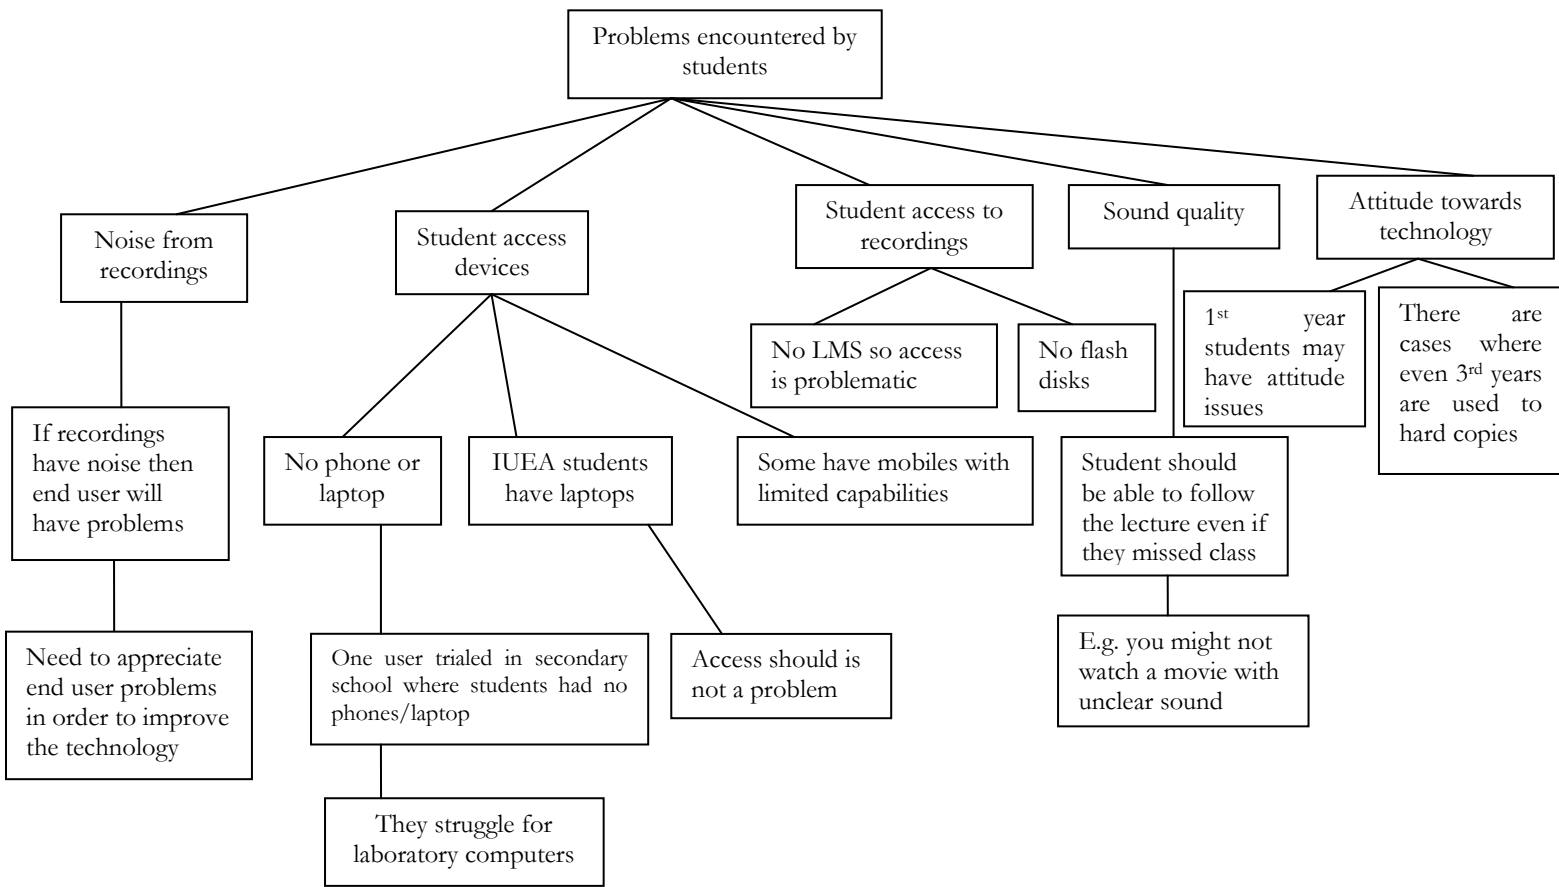 Problems encountered by
students
Noise from
recordings
Student access
devices
Student access to
recordings
Sound quality
Attitude towards
technology
No LMS so access
is problematic
No flash
disks
1st year
students may
have attitude
issues
There are
cases where
even 3rd years
are used to
hard copies
If recordings
have noise then
end user will
have problems
No phone or
laptop
IUEA students
have laptops
Some have mobiles with
limited capabilities
Student should
be able to follow
the lecture even if
they missed class
Need to appreciate
end user problems
in order to improve
the technology
One user trialed in secondary
school where students had no
phones/laptop
Access should is
not a problem
E.g. you might not
watch a movie with
unclear sound
They struggle for
laboratory computers